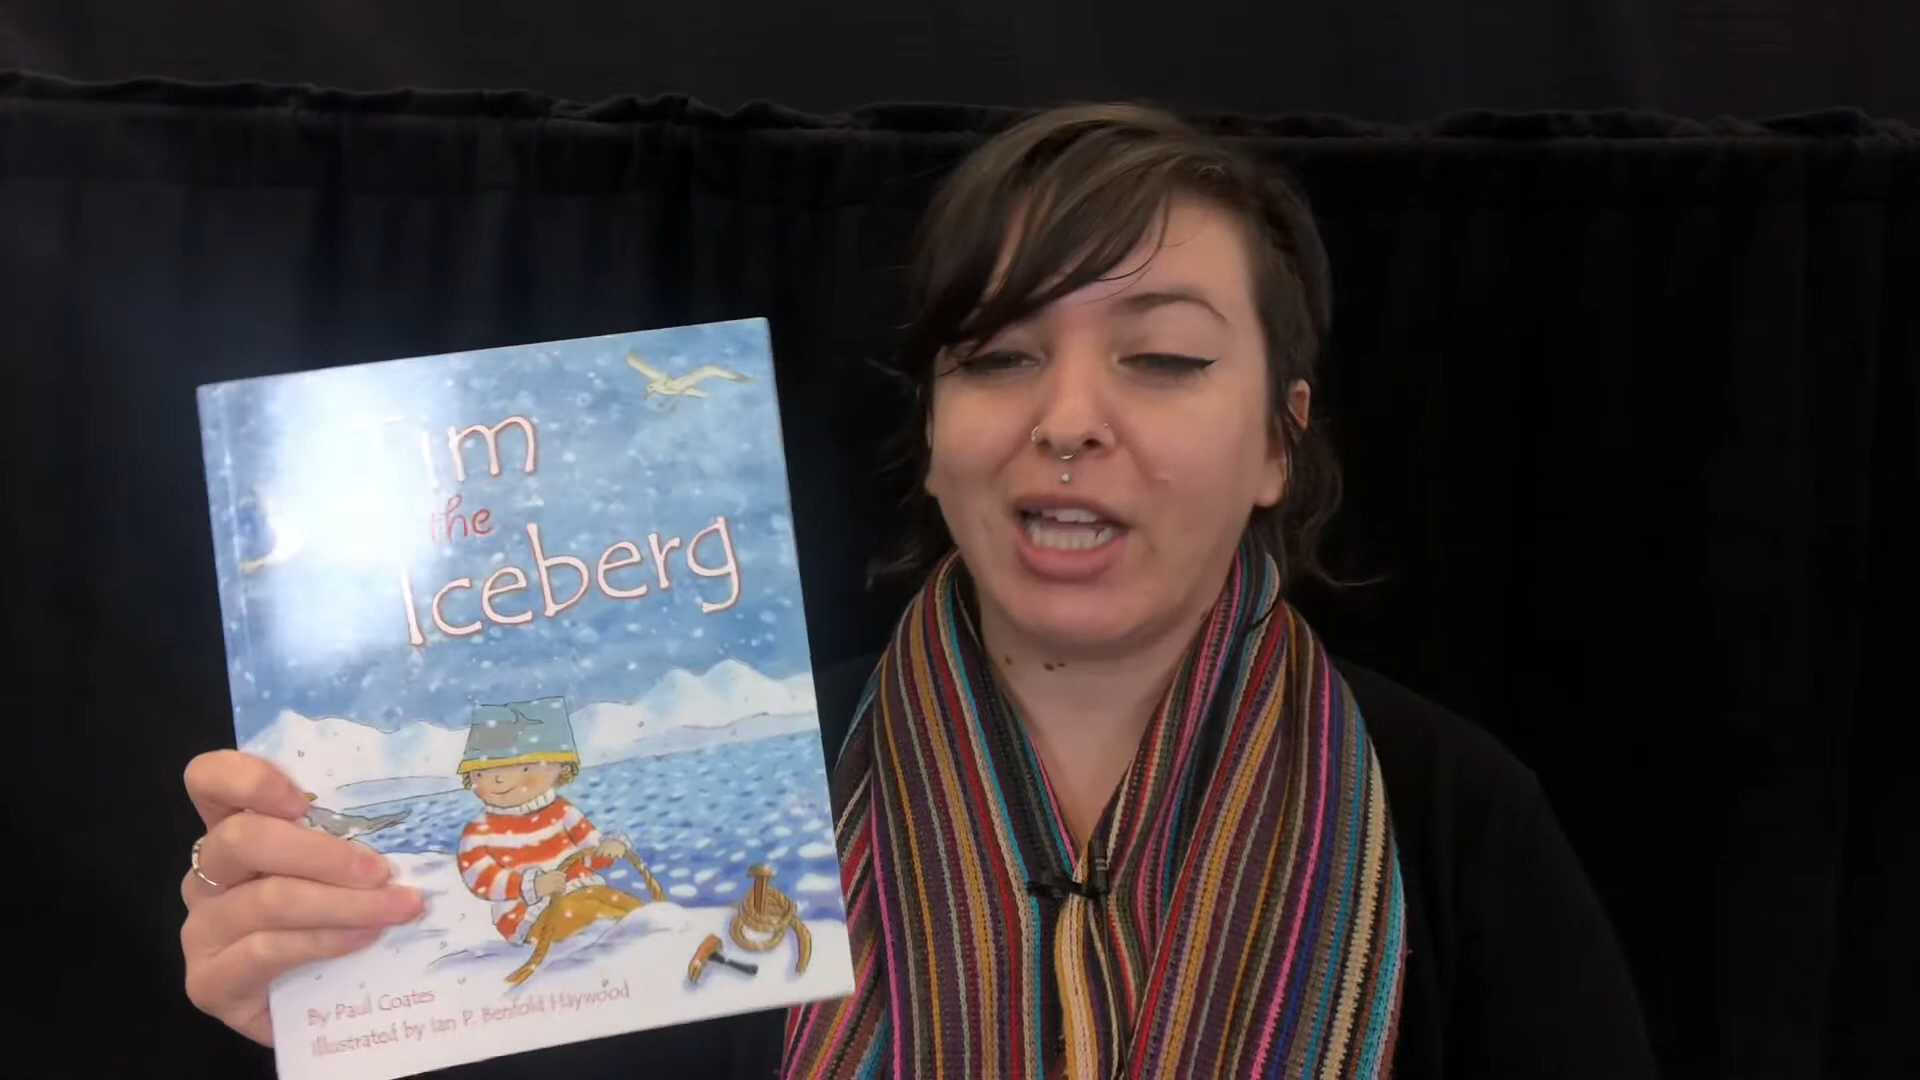 Tim
the
Iceberg
By Paul Coates
Illustrated by Ian P. Benfold Haywood